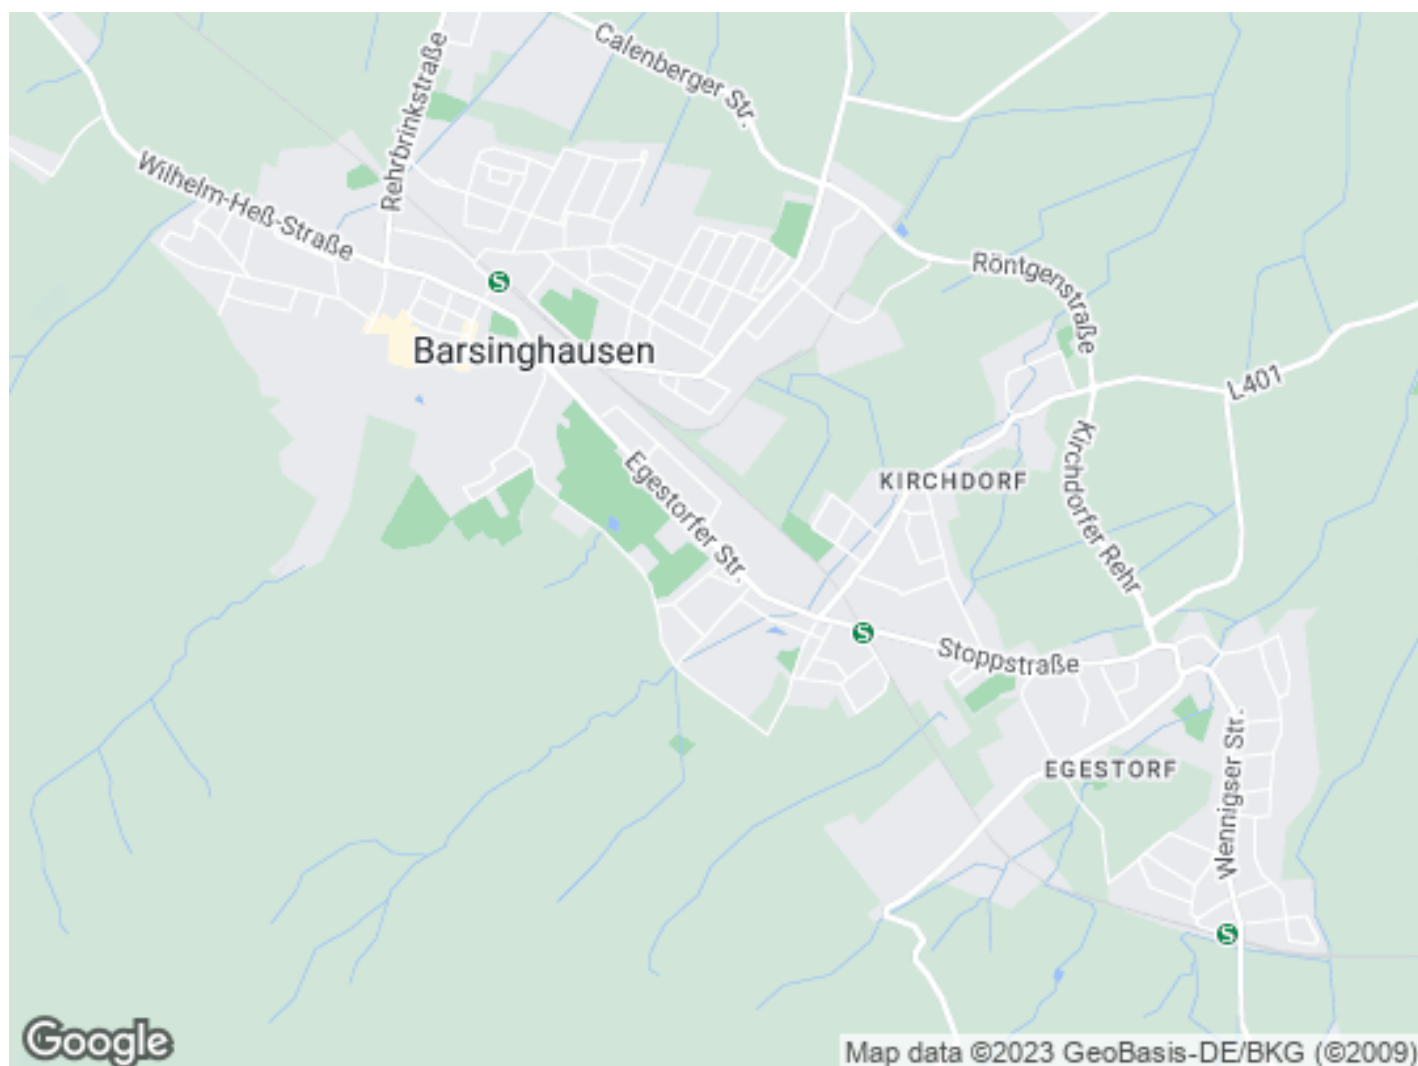 Calenberger Str.
Rehrbrinkstraße
Wilhelm-Heß-Straße
S
Röntgenstraße
Barsinghausen
L401
KIRCHDORF
Kirchdorfer Rehr
Egestorfer Str.
S
Stoppstraße
EGESTORF
Wennigser Str.
S
Google
Map data ©2023 GeoBasis-DE/BKG (©2009)